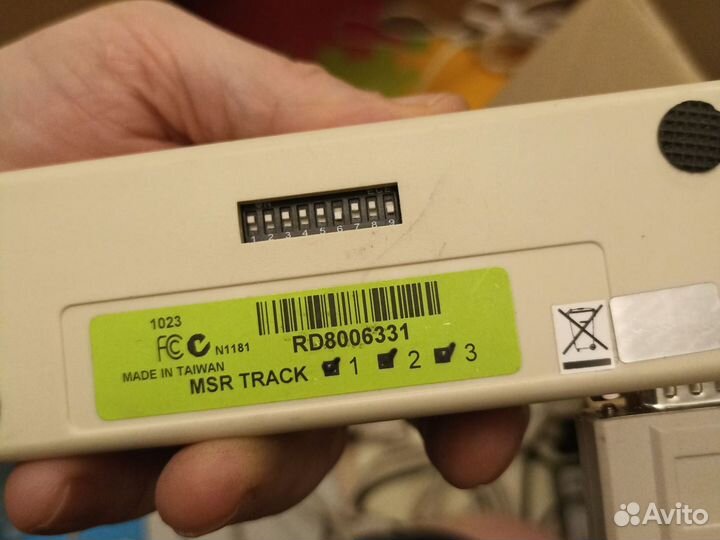 1 2 3 4 5 6 7 8 9
1023
FC N1181
RD8006331
MADE IN TAIWAN
MSR TRACK 1 2 3
Avito